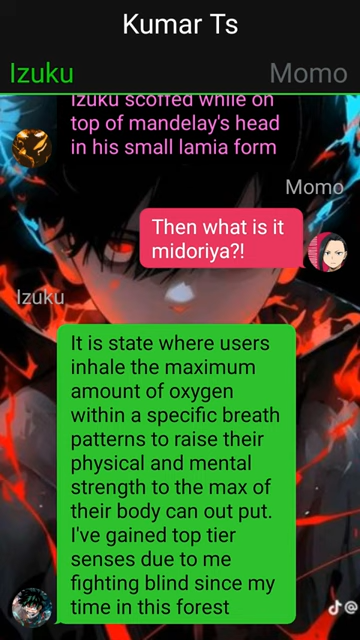 Kumar Ts
Izuku
Momo
Izuku scoffed while on
top of mandelay's head
in his small lamia form
Momo
Then what is it
midoriya?!
Izuku
It is state where users
inhale the maximum
amount of oxygen
within a specific breath
patterns to raise their
physical and mental
strength to the max of
their body can out put.
I've gained top tier
senses due to me
fighting blind since my
time in this forest
@